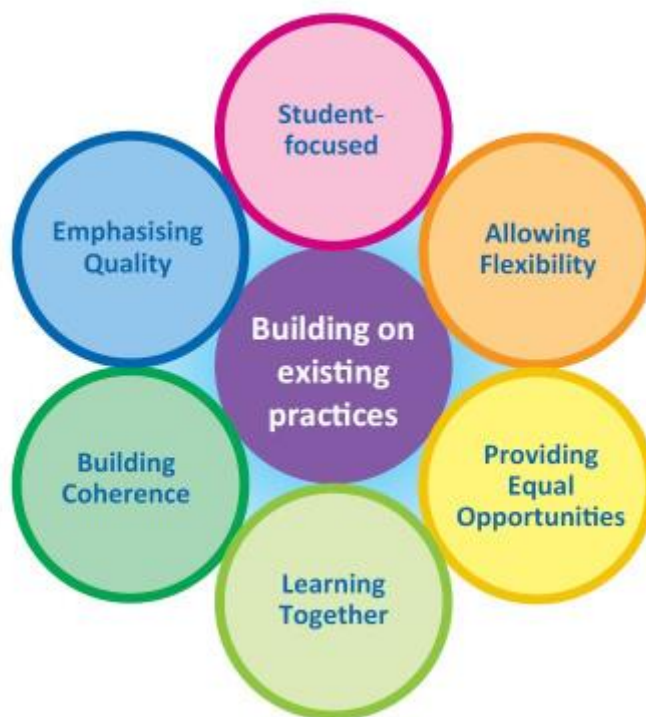 Student-
focused
Emphasising
Quality
Allowing
Flexibility
Building on
existing
practices
Building
Coherence
Providing
Equal
Opportunities
Learning
Together